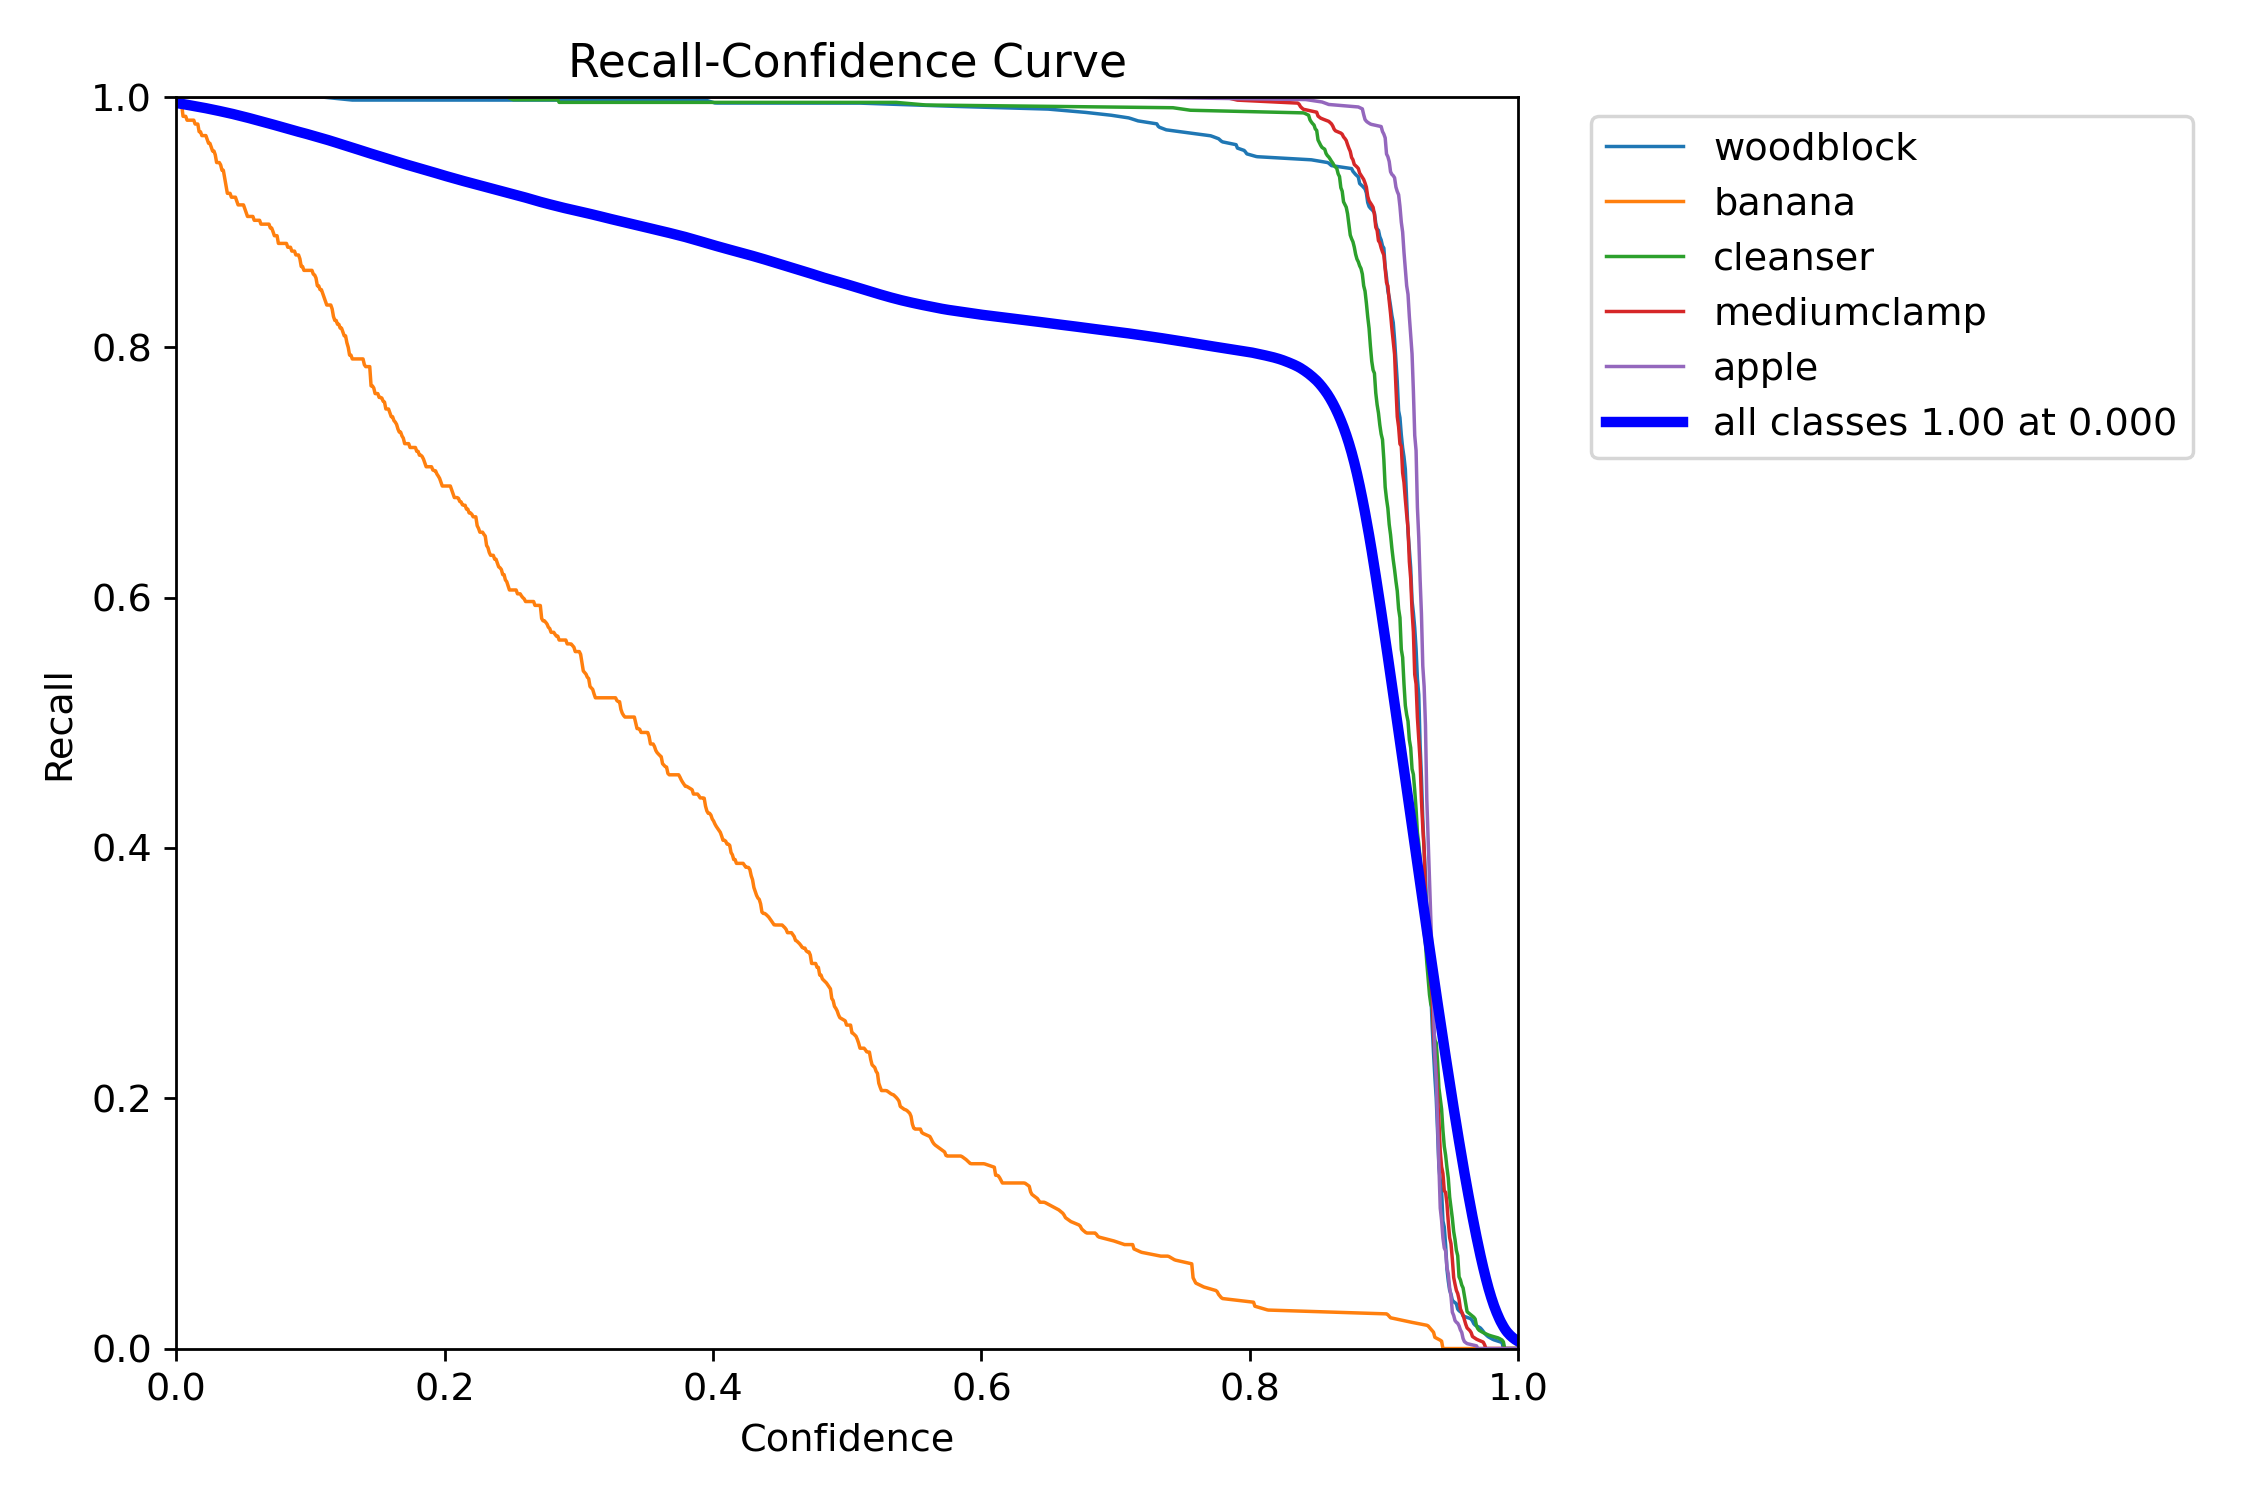 Recall-Confidence Curve
1.0
0.8
0.6
0.4
0.2
0.0
Recall
0.0 0.2 0.4 0.6 0.8 1.0
Confidence
woodblock
banana
cleanser
mediumclamp
apple
all classes 1.00 at 0.000